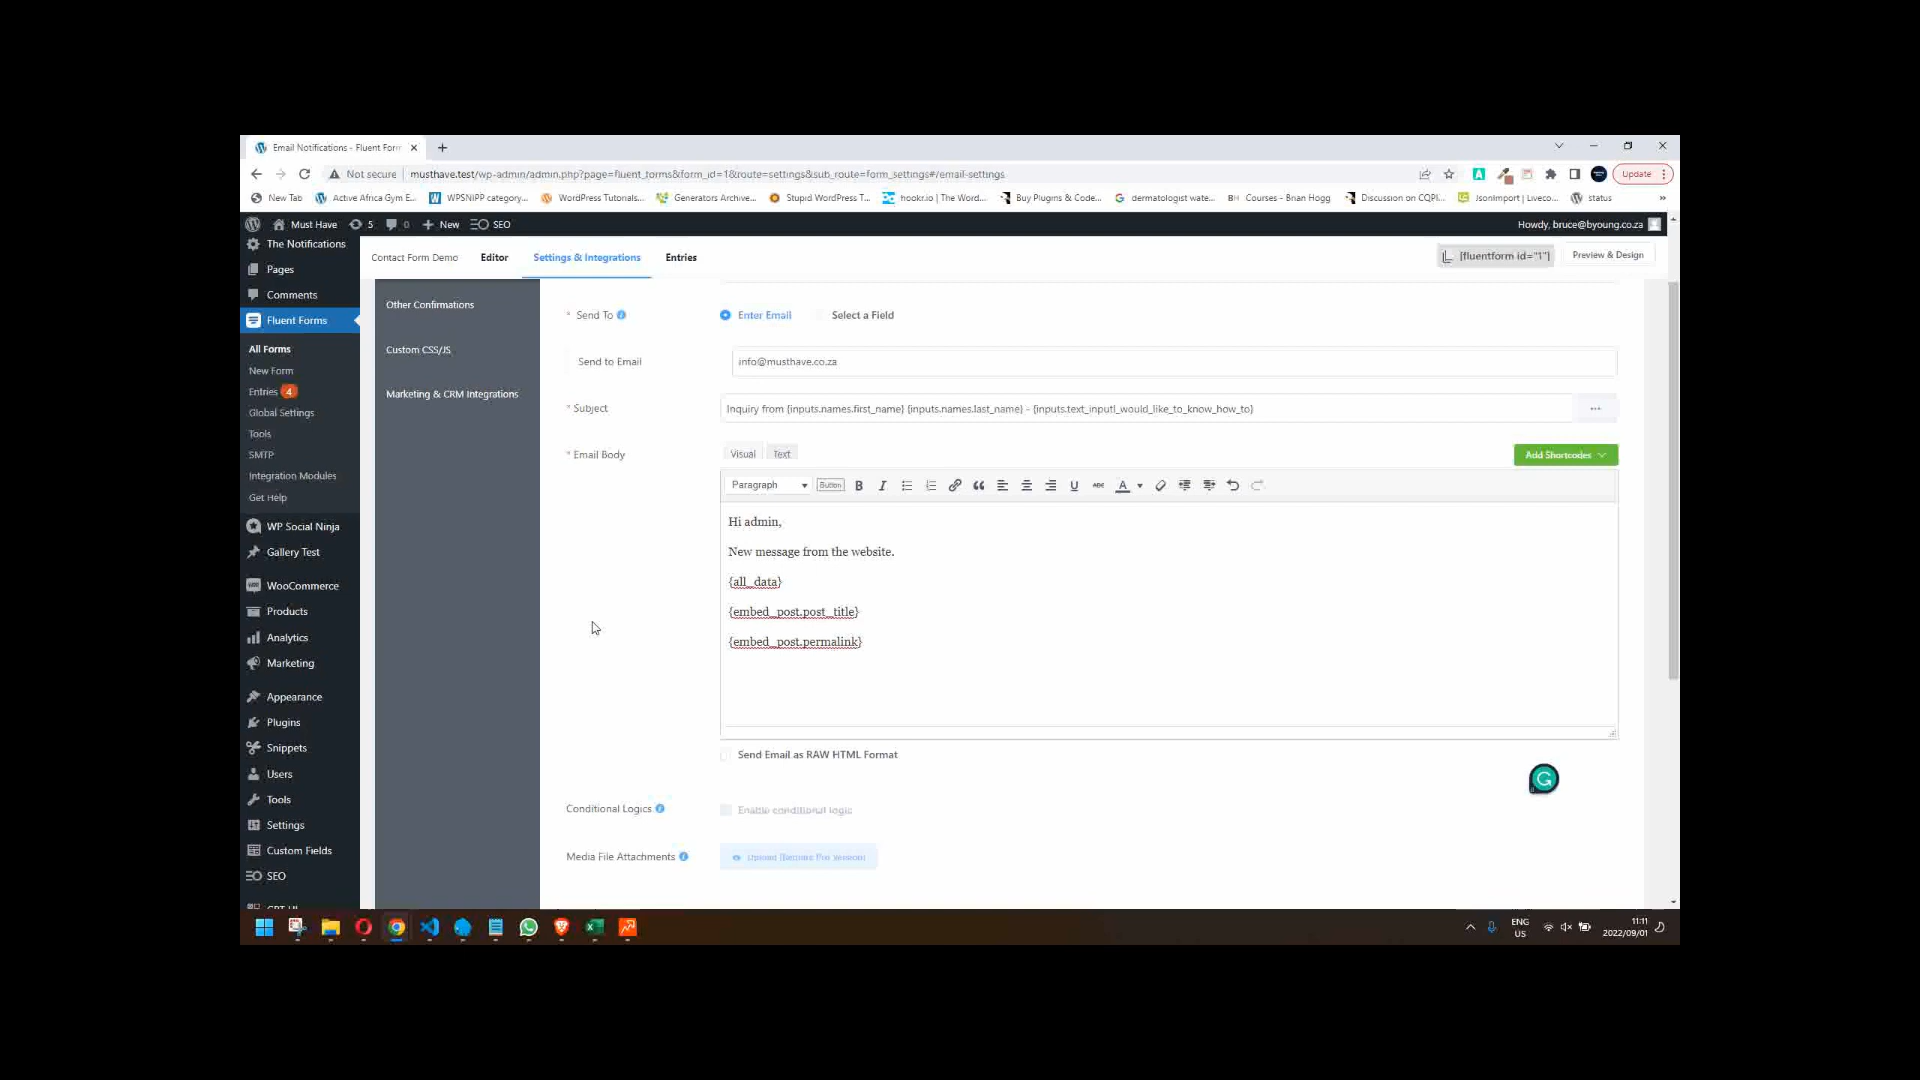 Email Notifications - Fluent For
Not secure
musthave.test/wp-admin/admin.php?page=fluent_forms&form_id=1&route=settings&sub_route=form_settings#/email-settings
Update
New Tab
Active Africa Gym E...
WPSNIPP category...
WordPress Tutorials...
Generators Archive...
Stupid WordPress T...
hookr.io | The Word...
Buy Plugins & Code...
dermatologist wate...
BH Courses - Brian Hogg
Discussion on CQPI...
JsonImport | Liveco...
status
»
Must Have
5
0
New
SEO
Howdy, bruce@byoung.co.za
The Notifications
Pages
Comments
Fluent Forms
All Forms
New Form
Entries 4
Global Settings
Tools
SMTP
Integration Modules
Get Help
WP Social Ninja
Gallery Test
WooCommerce
Products
Analytics
Marketing
Appearance
Plugins
Snippets
Users
Tools
Settings
Custom Fields
SEO
Contact Form Demo
Editor
Settings & Integrations
Entries
[fluentform id="1"]
Preview & Design
Other Confirmations
Custom CSS/JS
Marketing & CRM Integrations
* Send To
Enter Email
Select a Field
Send to Email
info@musthave.co.za
* Subject
Inquiry from {inputs.names.first_name} {inputs.names.last_name} - {inputs.text_inputI_would_like_to_know_how_to}
* Email Body
Visual
Text
Add Shortcodes
Paragraph
Button
B
I
U
ABC
A
Hi admin,
New message from the website.
{all_data}
{embed_post.post_title}
{embed_post.permalink}
Send Email as RAW HTML Format
Conditional Logics
Enable conditional logic
Media File Attachments
ENG
US
11:11
2022/09/01